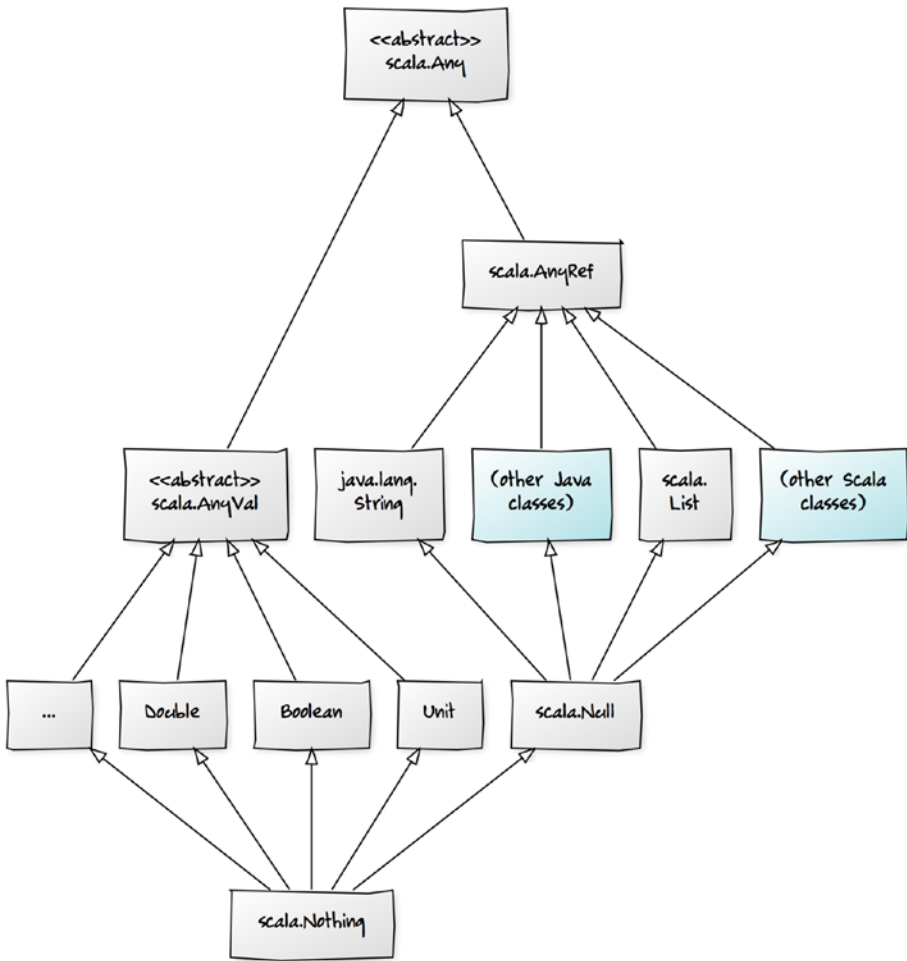 <<abstract>>
scala.Any
scala.AnyRef
<<abstract>>
scala.AnyVal
java.lang.
String
(other Java
classes)
scala.
List
(other Scala
classes)
...
Double
Boolean
Unit
scala.Null
scala.Nothing